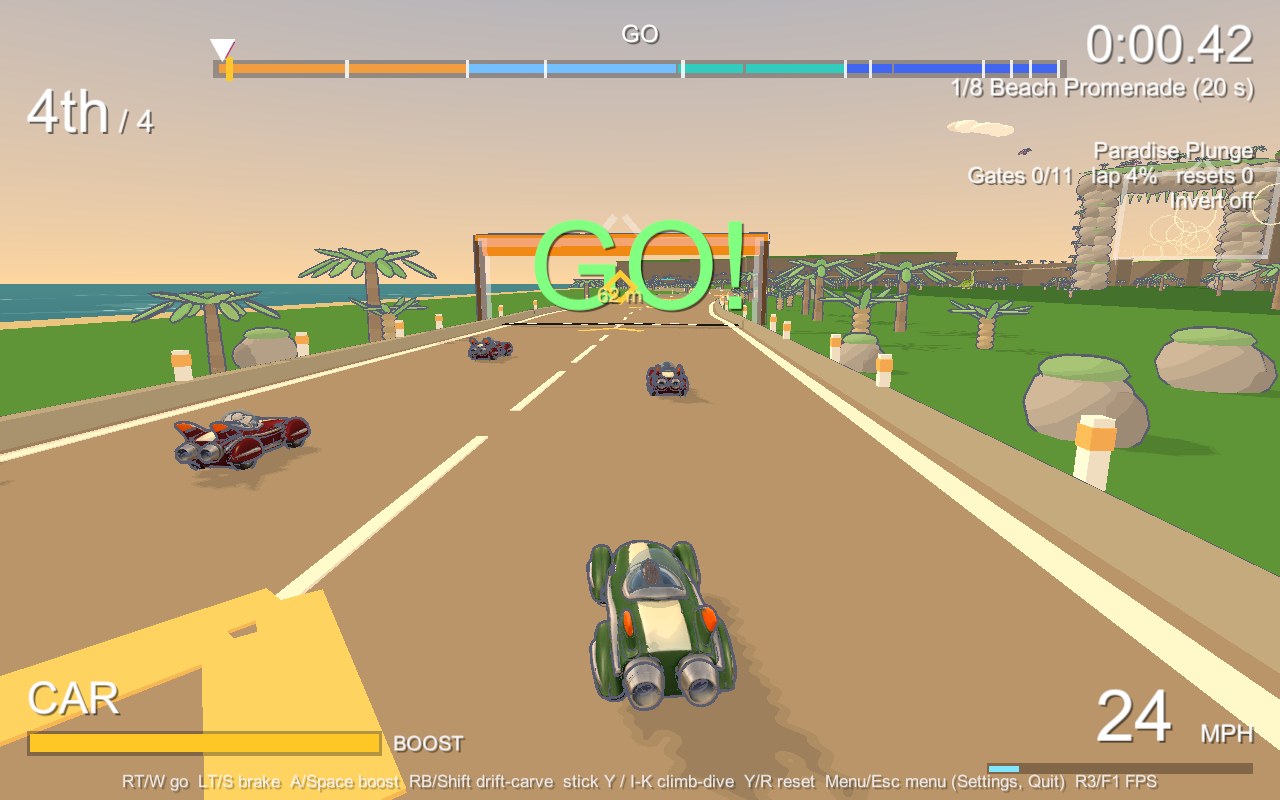 GO
0:00.42
1/8 Beach Promenade (20 s)
4th / 4
Paradise Plunge
Gates 0/11 lap 4% resets 0
Invert off
GO!
62 m
CAR
BOOST
24 MPH
RT/W go LT/S brake A/Space boost RB/Shift drift-carve stick Y / I-K climb-dive Y/R reset Menu/Esc menu (Settings, Quit) R3/F1 FPS